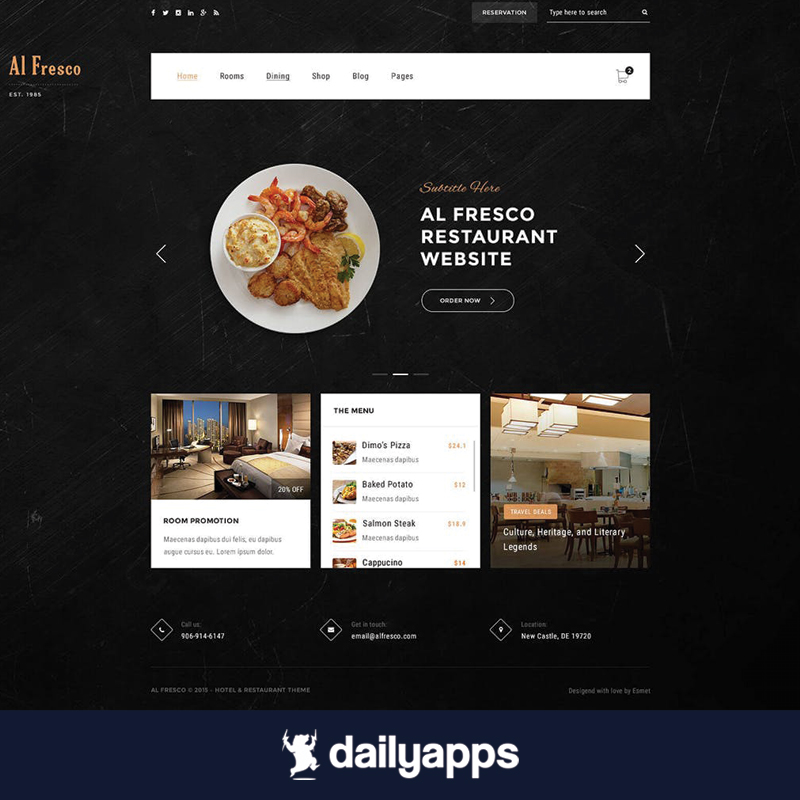 RESERVATION
Type here to search
Al Fresco
EST. 1985
Home Rooms Dining Shop Blog Pages
2
Subtitle Here
AL FRESCO
RESTAURANT
WEBSITE
ORDER NOW
20% OFF
ROOM PROMOTION
Maecenas dapibus dui felis, eu dapibus
augue cursus eu. Lorem ipsum dolor.
THE MENU
Dimo's Pizza $24.1
Maecenas dapibus
Baked Potato $12
Maecenas dapibus
Salmon Steak $18.9
Maecenas dapibus
Cappucino $14
TRAVEL DEALS
Culture, Heritage, and Literary
Legends
Call us:
906-914-6147
Get in touch:
email@alfresco.com
Location:
New Castle, DE 19720
AL FRESCO © 2015 - HOTEL & RESTAURANT THEME
Desigend with love by Esmet
dailyapps